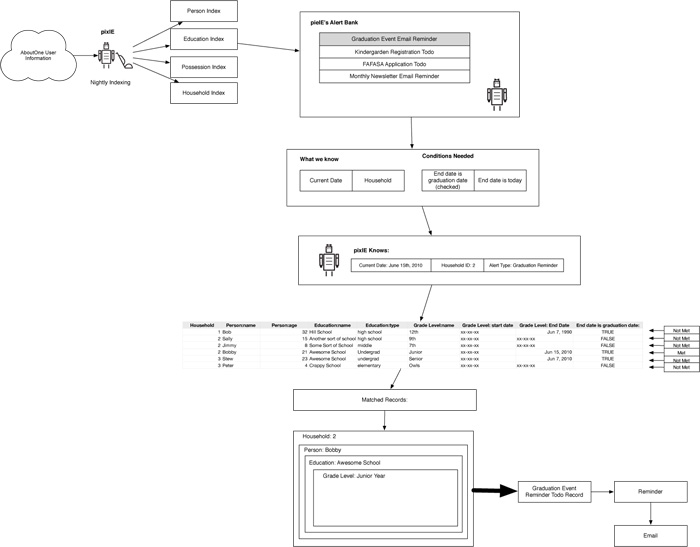 Person Index
pixIE
Education Index
AboutOne User
Information
Possession Index
Nightly Indexing
Household Index
pieIE's Alert Bank
Graduation Event Email Reminder
Kindergarden Registration Todo
FAFASA Application Todo
Monthly Newsletter Email Reminder
What we know
Conditions Needed
Current Date
Household
End date is
graduation date
(checked)
End date is today
pixIE Knows:
Current Date: June 15th, 2010
Household ID: 2
Alert Type: Graduation Reminder
Household Person:name Person:age Education:name Education:type Grade Level:name Grade Level: start date Grade Level: End Date End date is graduation date:
1 Bob 32 Hill School high school 12th xx-xx-xx Jun 7, 1990 TRUE Not Met
2 Sally 15 Another sort of school high school 9th xx-xx-xx xx-xx-xx FALSE Not Met
2 Jimmy 8 Some Sort of School middle 7th xx-xx-xx xx-xx-xx FALSE Not Met
2 Bobby 21 Awesome School Undergrad Junior xx-xx-xx Jun 15, 2010 TRUE Met
3 Stew 23 Awesome School undergrad Senior xx-xx-xx Jun 7, 2010 TRUE Not Met
3 Peter 4 Crappy School elementary Owls xx-xx-xx xx-xx-xx FALSE Not Met
Matched Records:
Household: 2
Person: Bobby
Education: Awesome School
Grade Level: Junior Year
Graduation Event
Reminder Todo Record
Reminder
Email